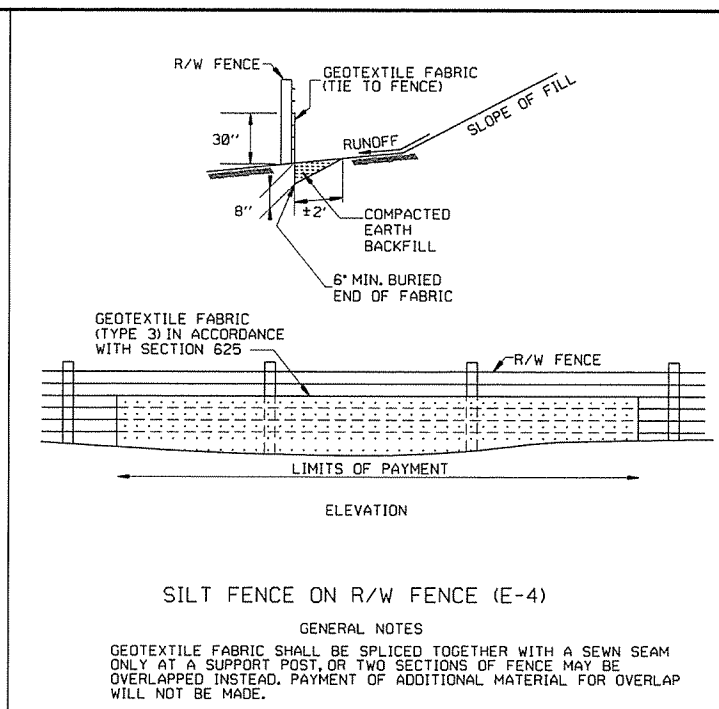 R/W FENCE
GEOTEXTILE FABRIC
(TIE TO FENCE)
SLOPE OF FILL
30"
RUNOFF
8"
±2'
COMPACTED
EARTH
BACKFILL
6" MIN. BURIED
END OF FABRIC
GEOTEXTILE FABRIC
(TYPE 3) IN ACCORDANCE
WITH SECTION 625
R/W FENCE
LIMITS OF PAYMENT
ELEVATION
SILT FENCE ON R/W FENCE (E-4)
GENERAL NOTES
GEOTEXTILE FABRIC SHALL BE SPLICED TOGETHER WITH A SEWN SEAM
ONLY AT A SUPPORT POST, OR TWO SECTIONS OF FENCE MAY BE
OVERLAPPED INSTEAD. PAYMENT OF ADDITIONAL MATERIAL FOR OVERLAP
WILL NOT BE MADE.